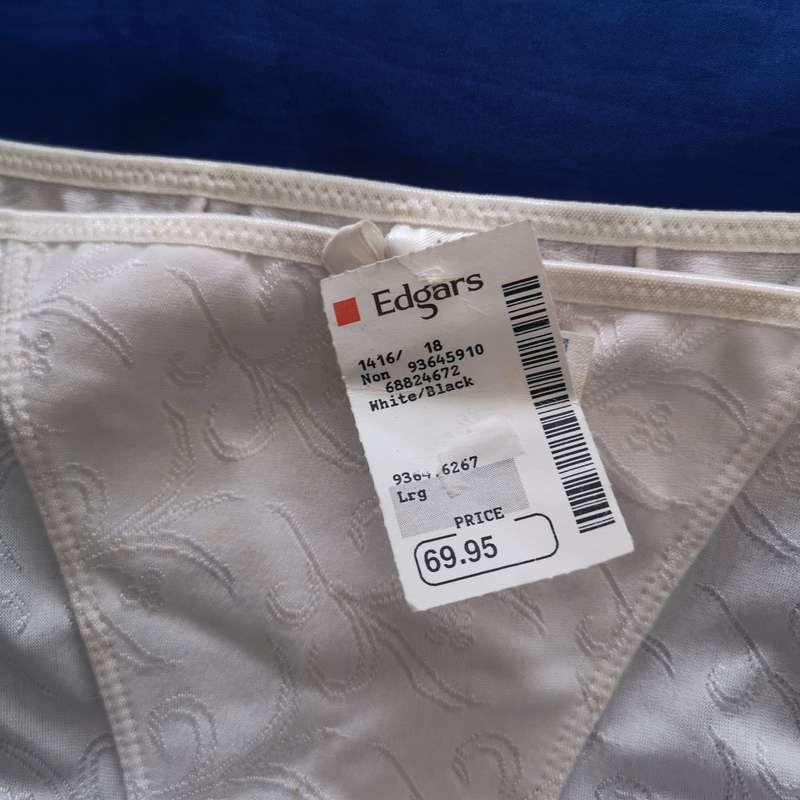 Edgars
1416/ 18
Non 93645910
68824672
White/Black
Lrg
PRICE
69.95